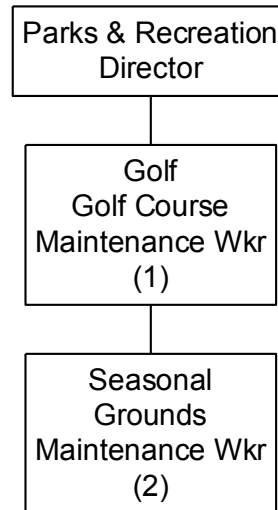 Parks & Recreation
Director
Golf
Golf Course
Maintenance Wkr
(1)
Seasonal
Grounds
Maintenance Wkr
(2)